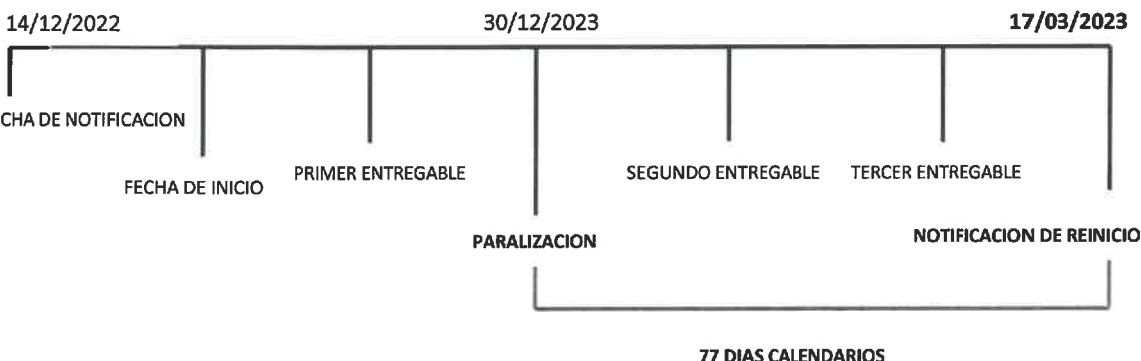 14/12/2022 30/12/2023 17/03/2023
CHA DE NOTIFICACION
FECHA DE INICIO
PRIMER ENTREGABLE
SEGUNDO ENTREGABLE
TERCER ENTREGABLE
PARALIZACION
NOTIFICACION DE REINICIO
77 DIAS CALENDARIOS